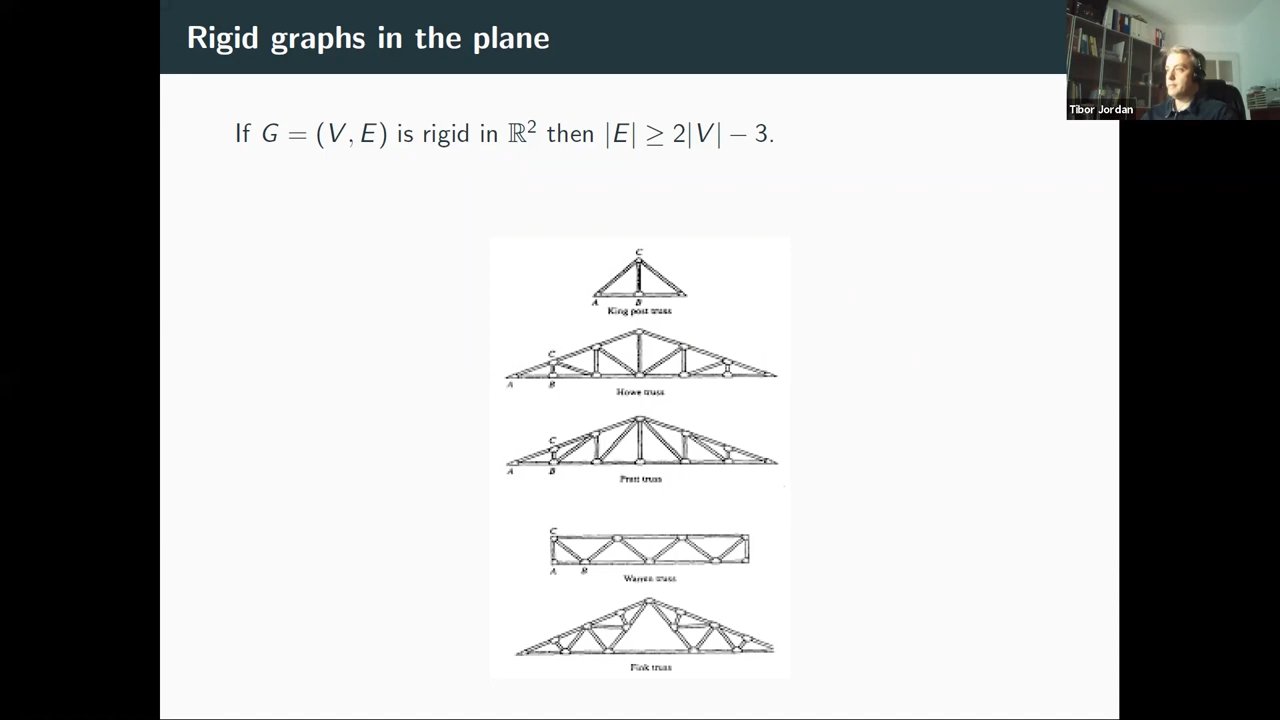 Rigid graphs in the plane
Tibor Jordan
If G = (V, E) is rigid in ℝ² then |E| ≥ 2|V| − 3.
C
A B
King post truss
C
A B
Howe truss
C
A B
Pratt truss
C
A B
Warren truss
Fink truss